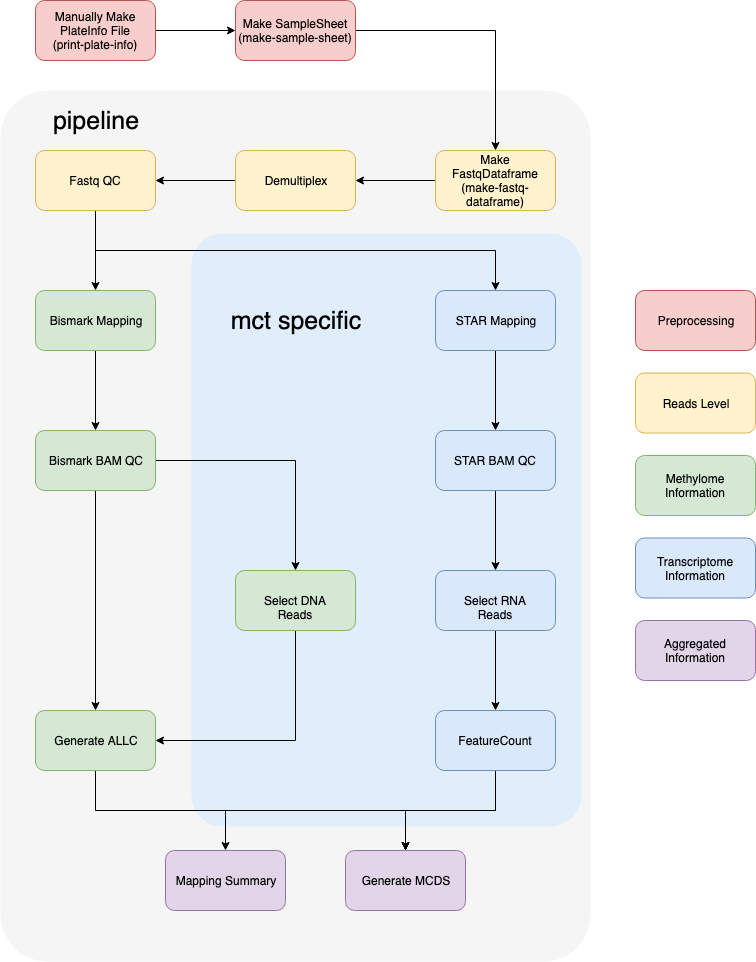 Manually Make
PlateInfo File
(print-plate-info)
Make SampleSheet
(make-sample-sheet)
pipeline
Fastq QC
Demultiplex
Make
FastqDataframe
(make-fastq-
dataframe)
mct specific
Bismark Mapping
STAR Mapping
Preprocessing
Reads Level
Bismark BAM QC
STAR BAM QC
Methylome
Information
Select DNA
Reads
Select RNA
Reads
Transcriptome
Information
Aggregated
Information
Generate ALLC
FeatureCount
Mapping Summary
Generate MCDS